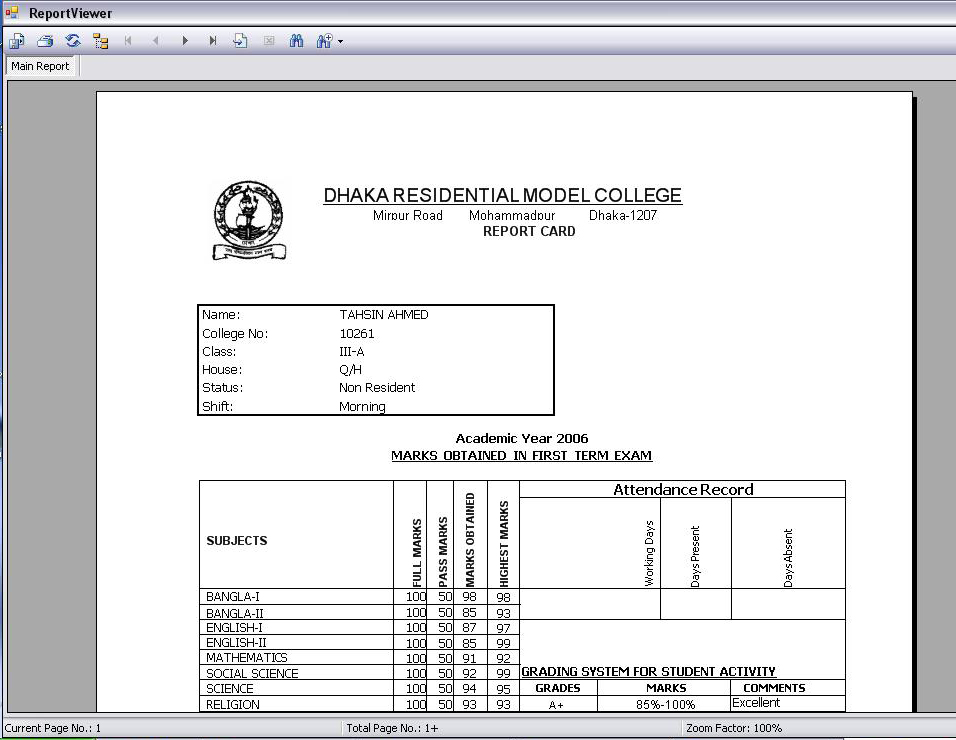 ReportViewer
Main Report
DHAKA RESIDENTIAL MODEL COLLEGE
Mirpur Road Mohammadpur Dhaka-1207
REPORT CARD
Name: TAHSIN AHMED
College No: 10261
Class: III-A
House: Q/H
Status: Non Resident
Shift: Morning
Academic Year 2006
MARKS OBTAINED IN FIRST TERM EXAM
SUBJECTS FULL MARKS PASS MARKS MARKS OBTAINED HIGHEST MARKS
Attendance Record
Working Days Days Present Days Absent
BANGLA-I 100 50 98 98
BANGLA-II 100 50 85 93
ENGLISH-I 100 50 87 97
ENGLISH-II 100 50 85 99
MATHEMATICS 100 50 91 92
SOCIAL SCIENCE 100 50 92 99
SCIENCE 100 50 94 95
RELIGION 100 50 93 93
GRADING SYSTEM FOR STUDENT ACTIVITY
GRADES MARKS COMMENTS
A+ 85%-100% Excellent
Current Page No.: 1 Total Page No.: 1+ Zoom Factor: 100%